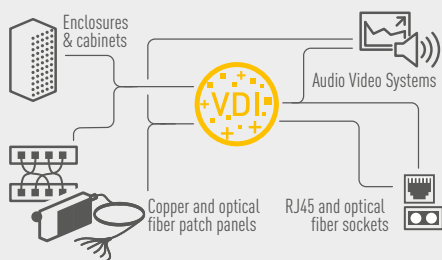 Enclosures
& cabinets
Audio Video Systems
VDI
Copper and optical
fiber patch panels
RJ45 and optical
fiber sockets